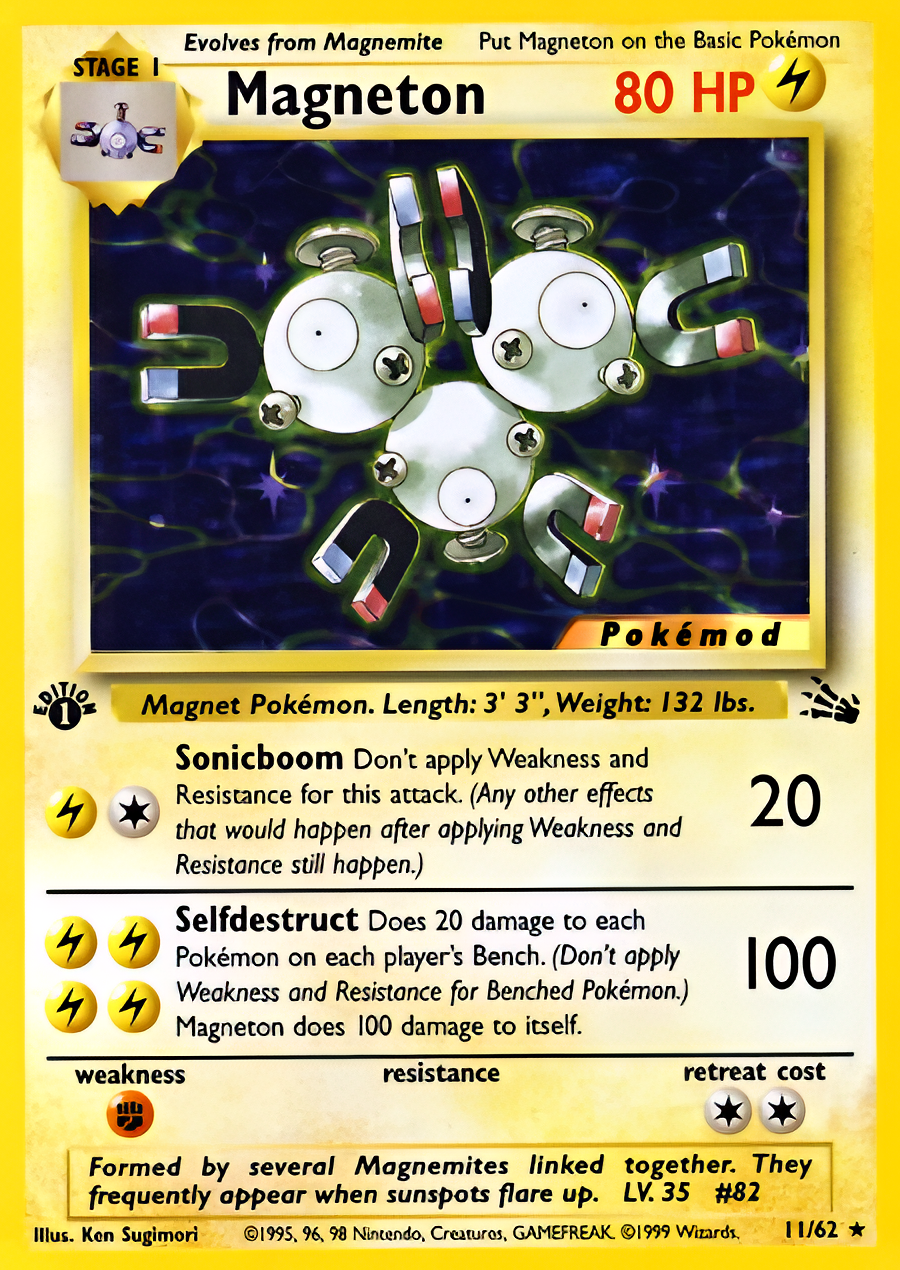 Evolves from Magnemite Put Magneton on the Basic Pokémon
STAGE 1
Magneton 80 HP
Pokémod
EDITION 1
Magnet Pokémon. Length: 3' 3", Weight: 132 lbs.
Sonicboom Don't apply Weakness and
Resistance for this attack. (Any other effects
that would happen after applying Weakness and
Resistance still happen.)
20
Selfdestruct Does 20 damage to each
Pokémon on each player's Bench. (Don't apply
Weakness and Resistance for Benched Pokémon.)
Magneton does 100 damage to itself.
100
weakness resistance retreat cost
Formed by several Magnemites linked together. They
frequently appear when sunspots flare up. LV. 35 #82
Illus. Ken Sugimori ©1995, 96, 98 Nintendo, Creatures, GAMEFREAK. ©1999 Wizards. 11/62 ★